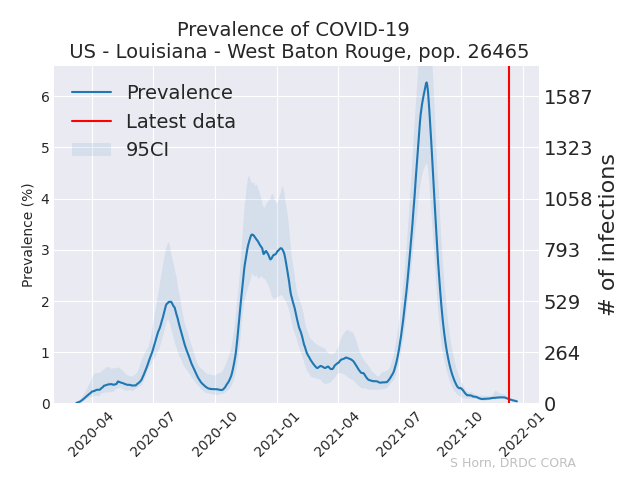 Prevalence of COVID-19
US - Louisiana - West Baton Rouge, pop. 26465
Prevalence
Latest data
95CI
Prevalence (%)
6
5
4
3
2
1
0
1587
1323
1058
793
529
264
0
# of infections
2020-04
2020-07
2020-10
2021-01
2021-04
2021-07
2021-10
2022-01
S Horn, DRDC CORA